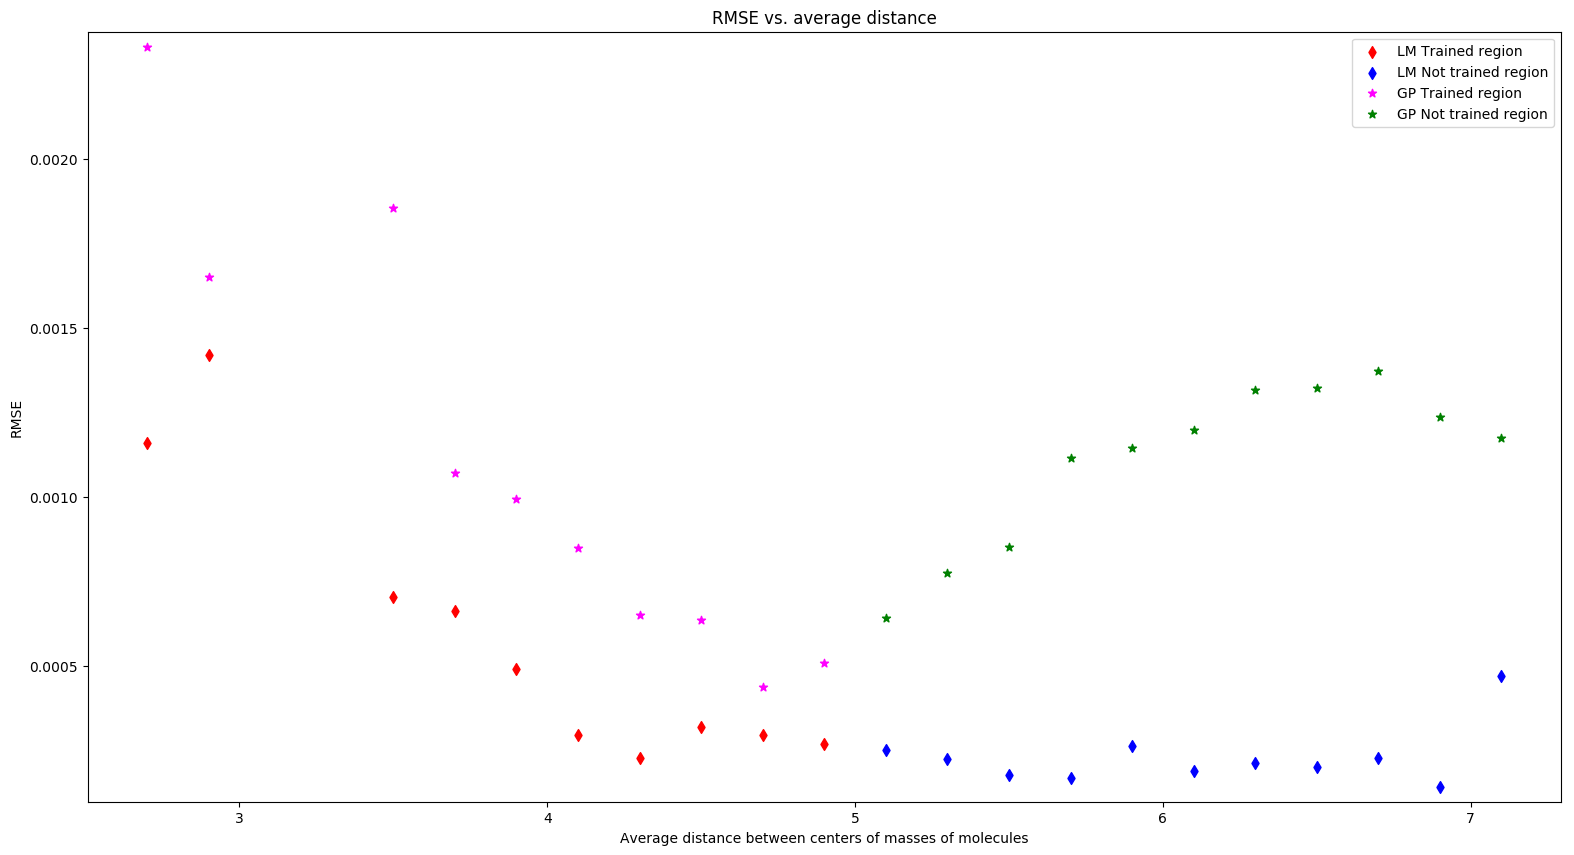 RMSE vs. average distance
LM Trained region
LM Not trained region
GP Trained region
GP Not trained region
0.0020
0.0015
0.0010
0.0005
RMSE
3
4
5
6
7
Average distance between centers of masses of molecules